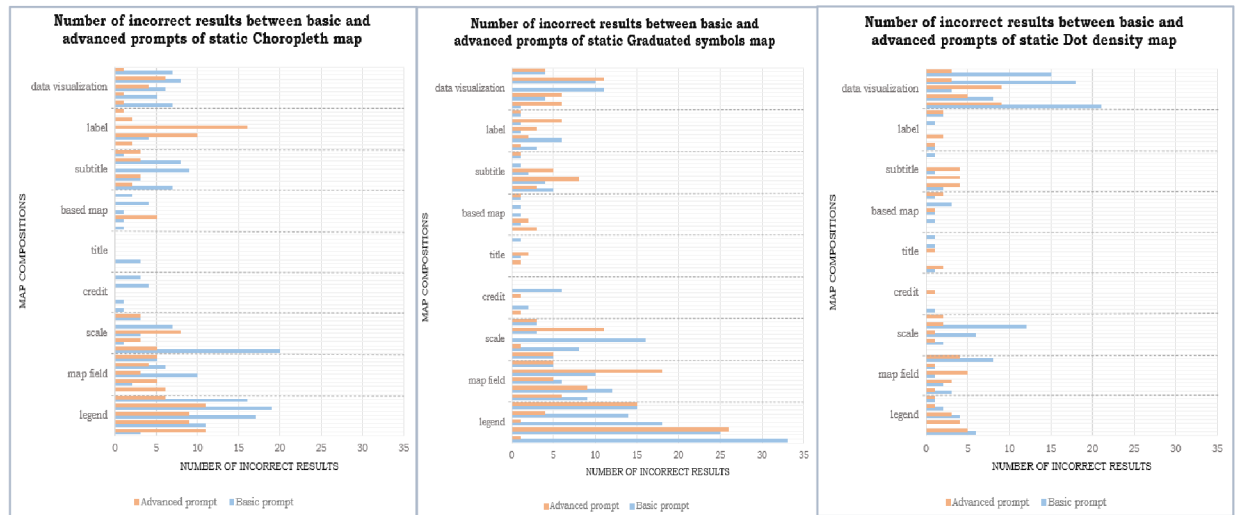 Number of incorrect results between basic and
advanced prompts of static Choropleth map
data visualization
label
subtitle
based map
title
credit
scale
map field
legend
MAP COMPOSITIONS
0 5 10 15 20 25 30 35
NUMBER OF INCORRECT RESULTS
Advanced prompt Basic prompt
Number of incorrect results between basic and
advanced prompts of static Graduated symbols map
data visualization
label
subtitle
based map
title
credit
scale
map field
legend
MAP COMPOSITIONS
0 5 10 15 20 25 30 35
NUMBER OF INCORRECT RESULTS
Advanced prompt Basic prompt
Number of incorrect results between basic and
advanced prompts of static Dot density map
data visualization
label
subtitle
based map
title
credit
scale
map field
legend
MAP COMPOSITIONS
0 5 10 15 20 25 30 35
NUMBER OF INCORRECT RESULTS
Advanced prompt Basic prompt